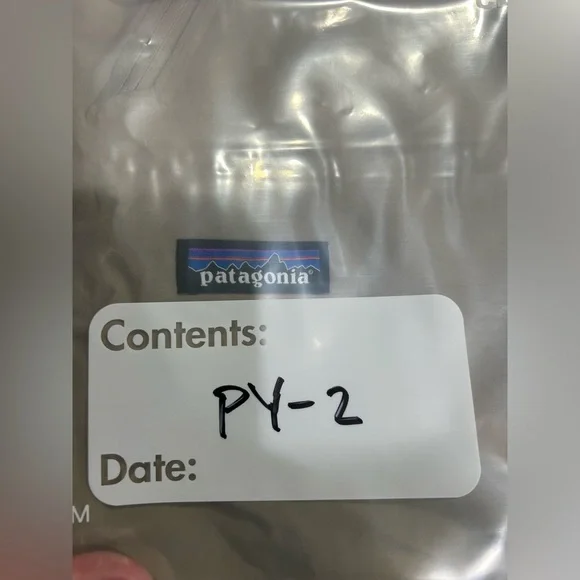 patagonia®
Contents:
PY-2
Date:
M